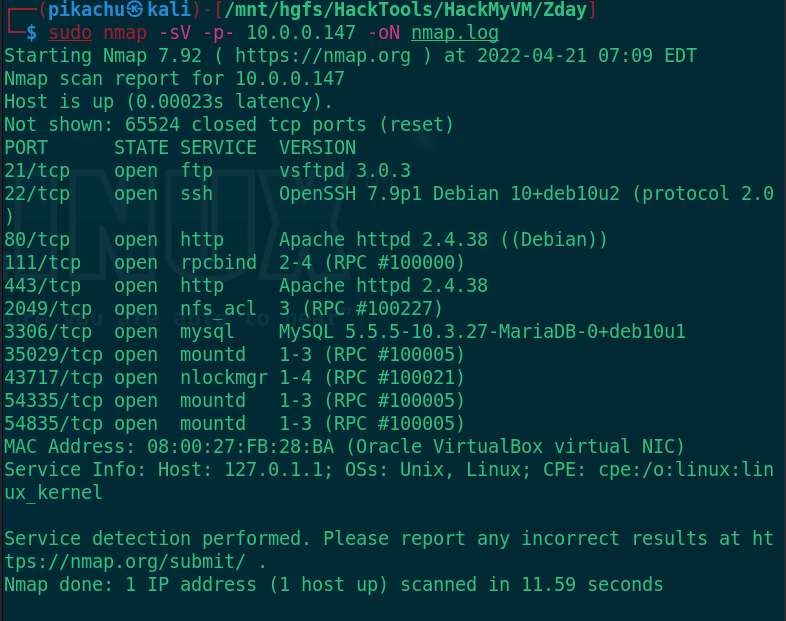 ┌──(pikachu㉿kali)-[/mnt/hgfs/HackTools/HackMyVM/Zday]
└─$ sudo nmap -sV -p- 10.0.0.147 -oN nmap.log
Starting Nmap 7.92 ( https://nmap.org ) at 2022-04-21 07:09 EDT
Nmap scan report for 10.0.0.147
Host is up (0.00023s latency).
Not shown: 65524 closed tcp ports (reset)
PORT      STATE SERVICE  VERSION
21/tcp    open  ftp      vsftpd 3.0.3
22/tcp    open  ssh      OpenSSH 7.9p1 Debian 10+deb10u2 (protocol 2.0
)
80/tcp    open  http     Apache httpd 2.4.38 ((Debian))
111/tcp   open  rpcbind  2-4 (RPC #100000)
443/tcp   open  http     Apache httpd 2.4.38
2049/tcp  open  nfs_acl  3 (RPC #100227)
3306/tcp  open  mysql    MySQL 5.5.5-10.3.27-MariaDB-0+deb10u1
35029/tcp open  mountd   1-3 (RPC #100005)
43717/tcp open  nlockmgr 1-4 (RPC #100021)
54335/tcp open  mountd   1-3 (RPC #100005)
54835/tcp open  mountd   1-3 (RPC #100005)
MAC Address: 08:00:27:FB:28:BA (Oracle VirtualBox virtual NIC)
Service Info: Host: 127.0.1.1; OSs: Unix, Linux; CPE: cpe:/o:linux:lin
ux_kernel

Service detection performed. Please report any incorrect results at ht
tps://nmap.org/submit/ .
Nmap done: 1 IP address (1 host up) scanned in 11.59 seconds